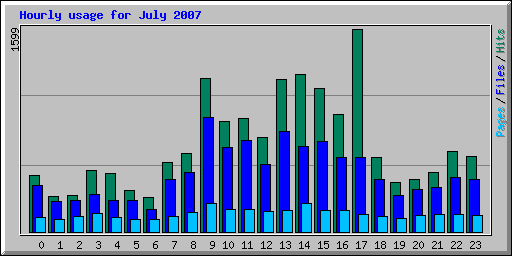 Hourly usage for July 2007
1599
Pages / Files / Hits
0 1 2 3 4 5 6 7 8 9 10 11 12 13 14 15 16 17 18 19 20 21 22 23